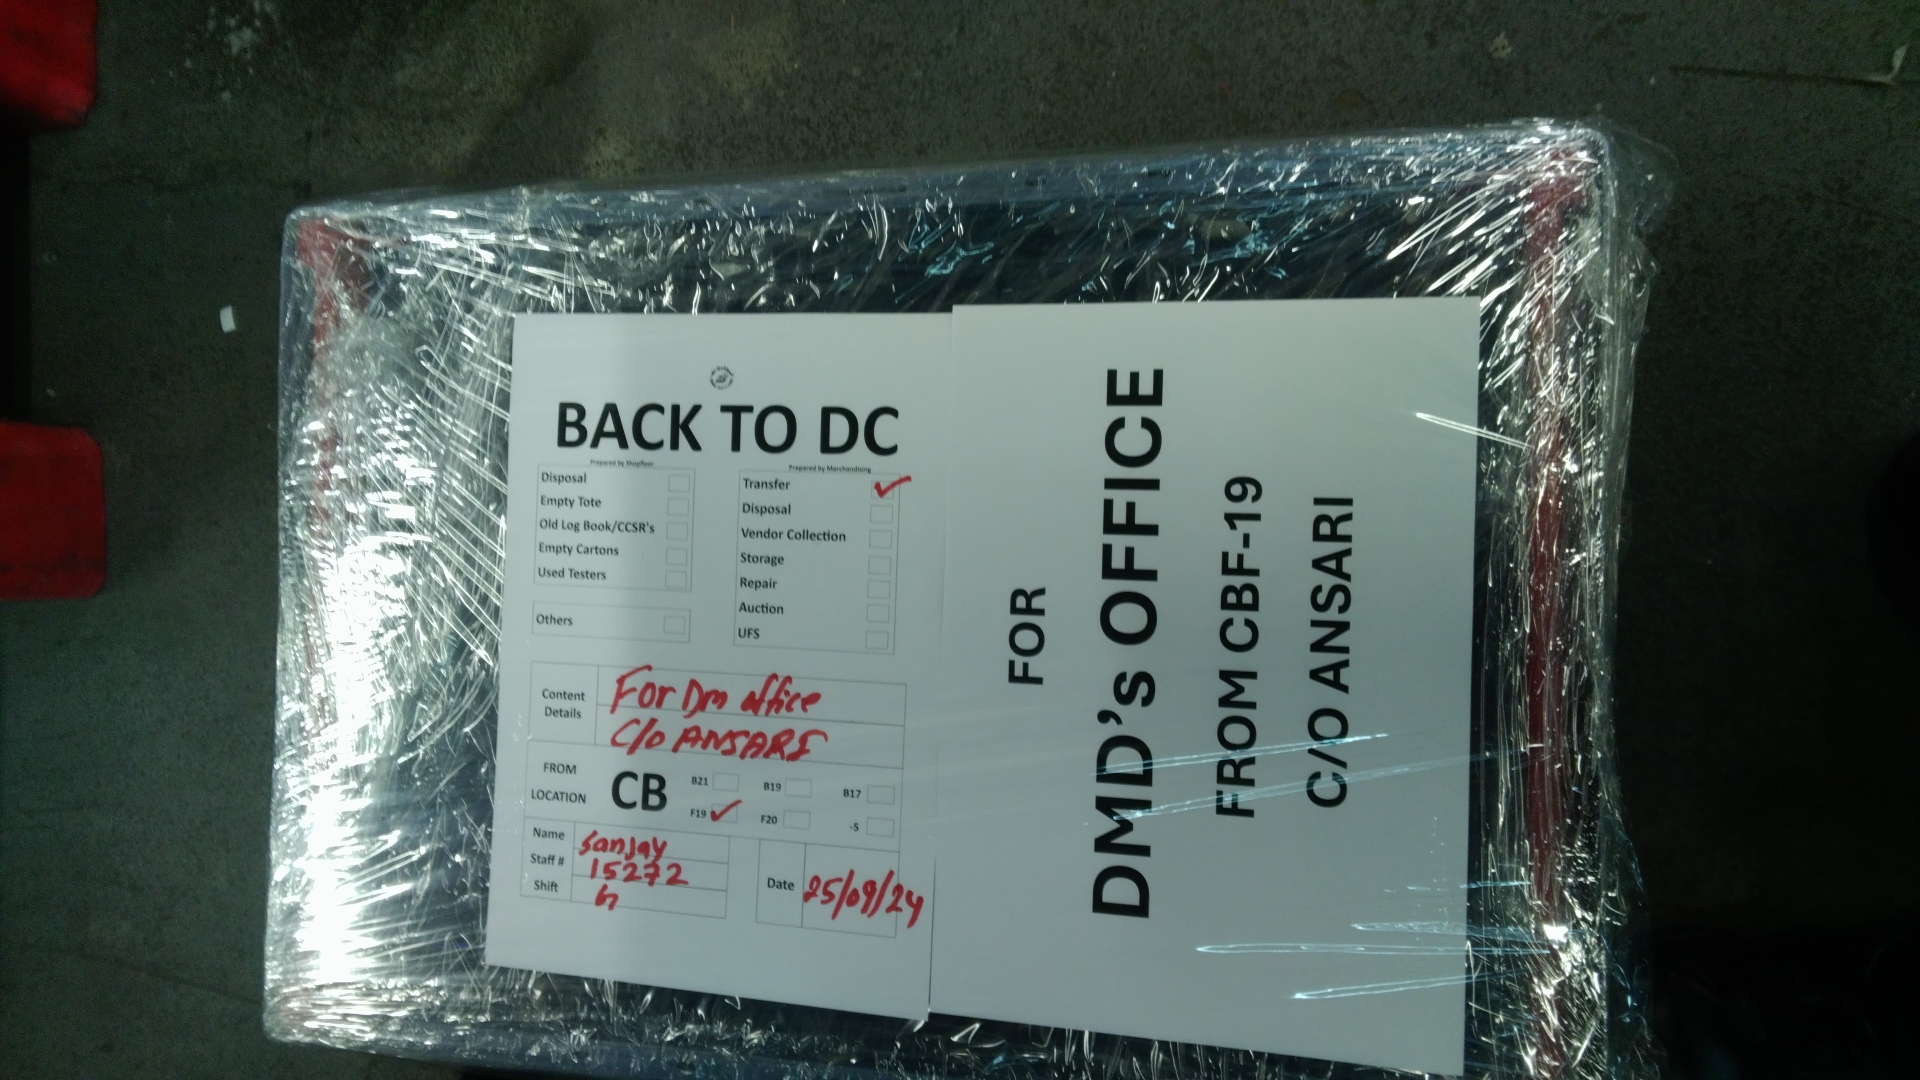 BACK TO DC
Prepared by Shopfloor
Disposal
Empty Tote
Old Log Book/CCSR's
Empty Cartons
Used Testers
Others
Prepared by Merchandising
Transfer
Disposal
Vendor Collection
Storage
Repair
Auction
UFS
Content Details
For Dm office
C/o ANSARI
FROM LOCATION
CB
B21 B19 B17
F19 F20 -S
Name Sanjay
Staff # 15272
Shift
Date 25/09/24
FOR
DMD's OFFICE
FROM CBF-19
C/O ANSARI